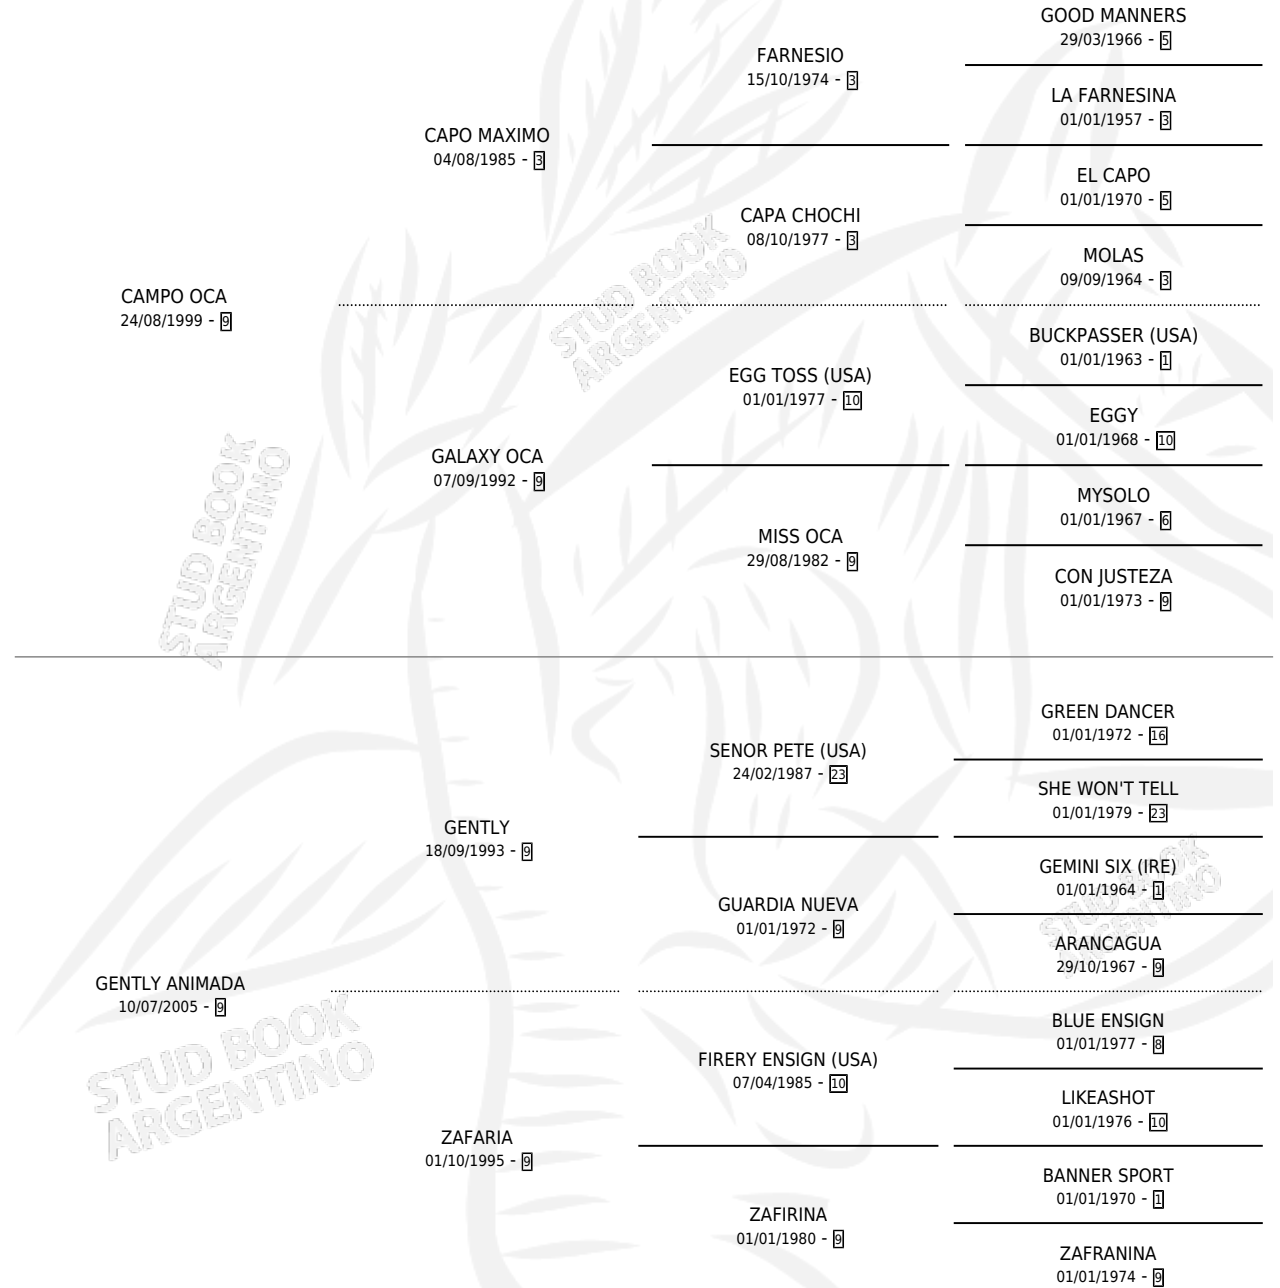 GOOD MANNERS
29/03/1966 - 5
FARNESIO
15/10/1974 - 3
LA FARNESINA
01/01/1957 - 3
CAPO MAXIMO
04/08/1985 - 3
EL CAPO
01/01/1970 - 5
CAPA CHOCHI
08/10/1977 - 3
MOLAS
09/09/1964 - 3
CAMPO OCA
24/08/1999 - 9
STUD BOOK
ARGENTINO
BUCKPASSER (USA)
01/01/1963 - 1
EGG TOSS (USA)
01/01/1977 - 10
EGGY
01/01/1968 - 10
GALAXY OCA
07/09/1992 - 9
MYSOLO
01/01/1967 - 6
MISS OCA
29/08/1982 - 9
CON JUSTEZA
01/01/1973 - 9
STUD BOOK
ARGENTINO
GREEN DANCER
01/01/1972 - 16
SENOR PETE (USA)
24/02/1987 - 23
SHE WON'T TELL
01/01/1979 - 23
GENTLY
18/09/1993 - 9
GEMINI SIX (IRE)
01/01/1964 - 1
GUARDIA NUEVA
01/01/1972 - 9
STUD BOOK
ARGENTINO
ARANCAGUA
29/10/1967 - 9
GENTLY ANIMADA
10/07/2005 - 9
BLUE ENSIGN
01/01/1977 - 8
FIRERY ENSIGN (USA)
07/04/1985 - 10
LIKEASHOT
01/01/1976 - 10
STUD BOOK
ARGENTINO
ZAFARIA
01/10/1995 - 9
BANNER SPORT
01/01/1970 - 1
ZAFIRINA
01/01/1980 - 9
ZAFRANINA
01/01/1974 - 9